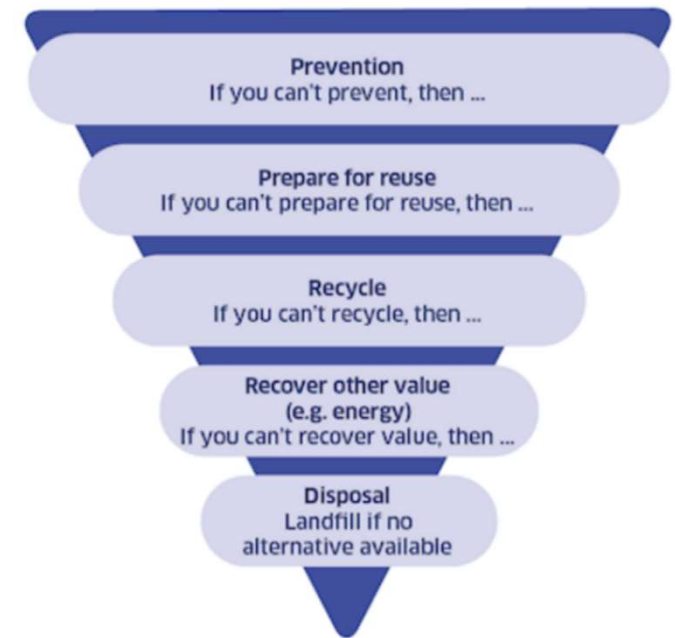 Prevention
If you can't prevent, then ...
Prepare for reuse
If you can't prepare for reuse, then ...
Recycle
If you can't recycle, then ...
Recover other value
(e.g. energy)
If you can't recover value, then ...
Disposal
Landfill if no
alternative available